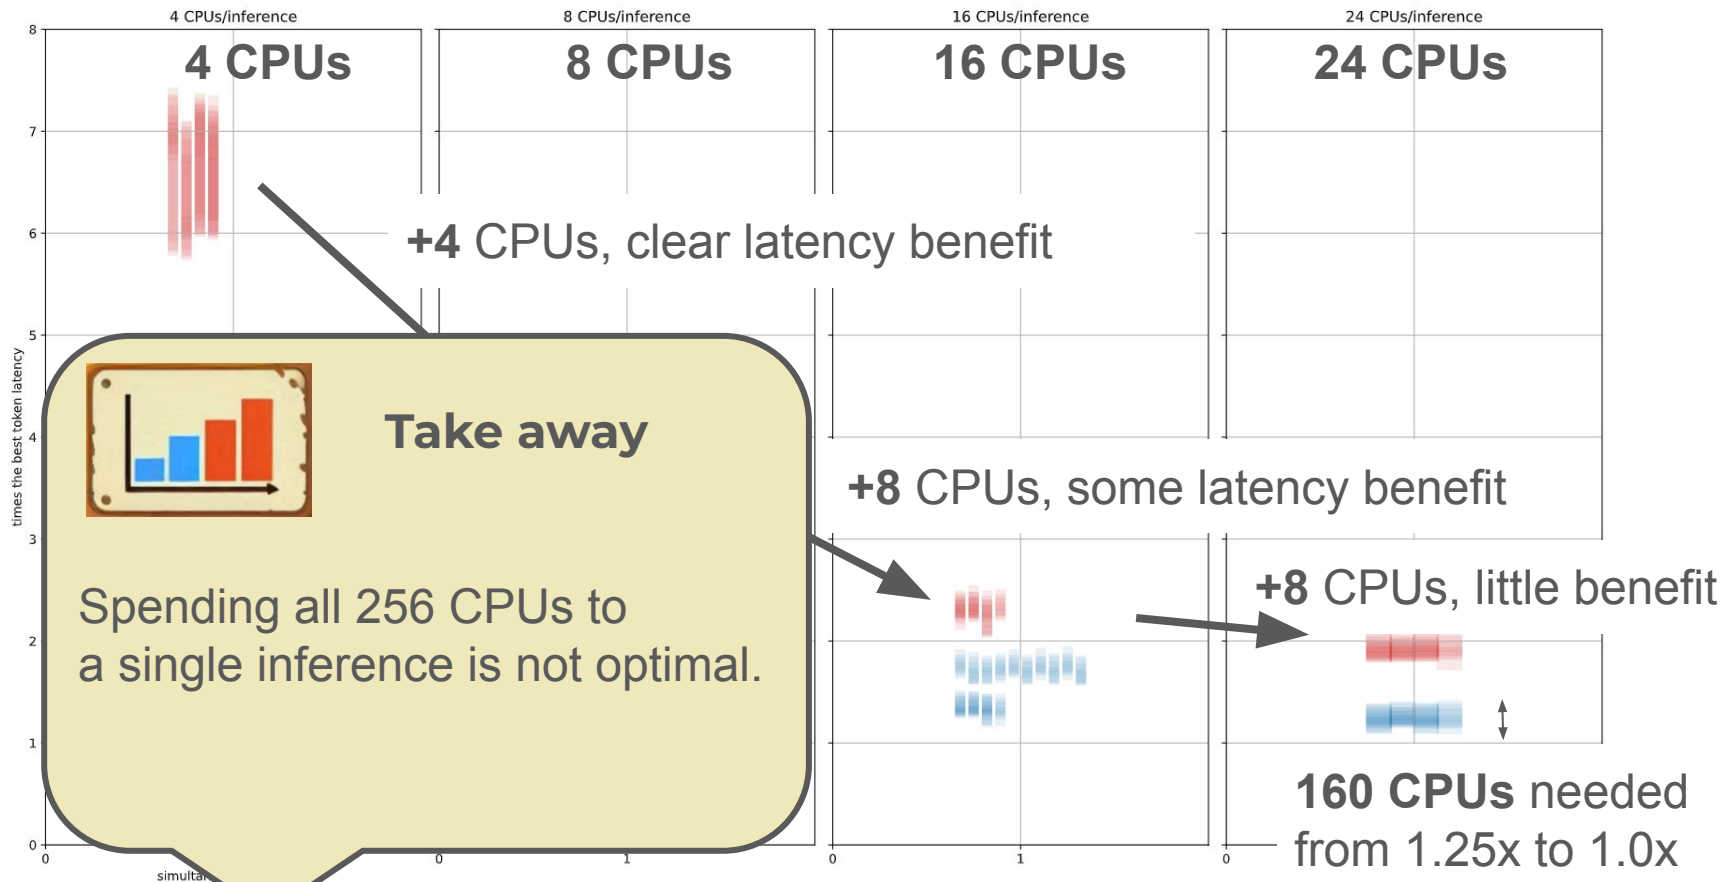 4 CPUs/inference
8 CPUs/inference
16 CPUs/inference
24 CPUs/inference
4 CPUs
8 CPUs
16 CPUs
24 CPUs
8
7
6
5
4
3
2
1
0
times the best token latency
+4 CPUs, clear latency benefit
Take away
Spending all 256 CPUs to
a single inference is not optimal.
+8 CPUs, some latency benefit
+8 CPUs, little benefit
160 CPUs needed
from 1.25x to 1.0x
0
0
1
0
1
0